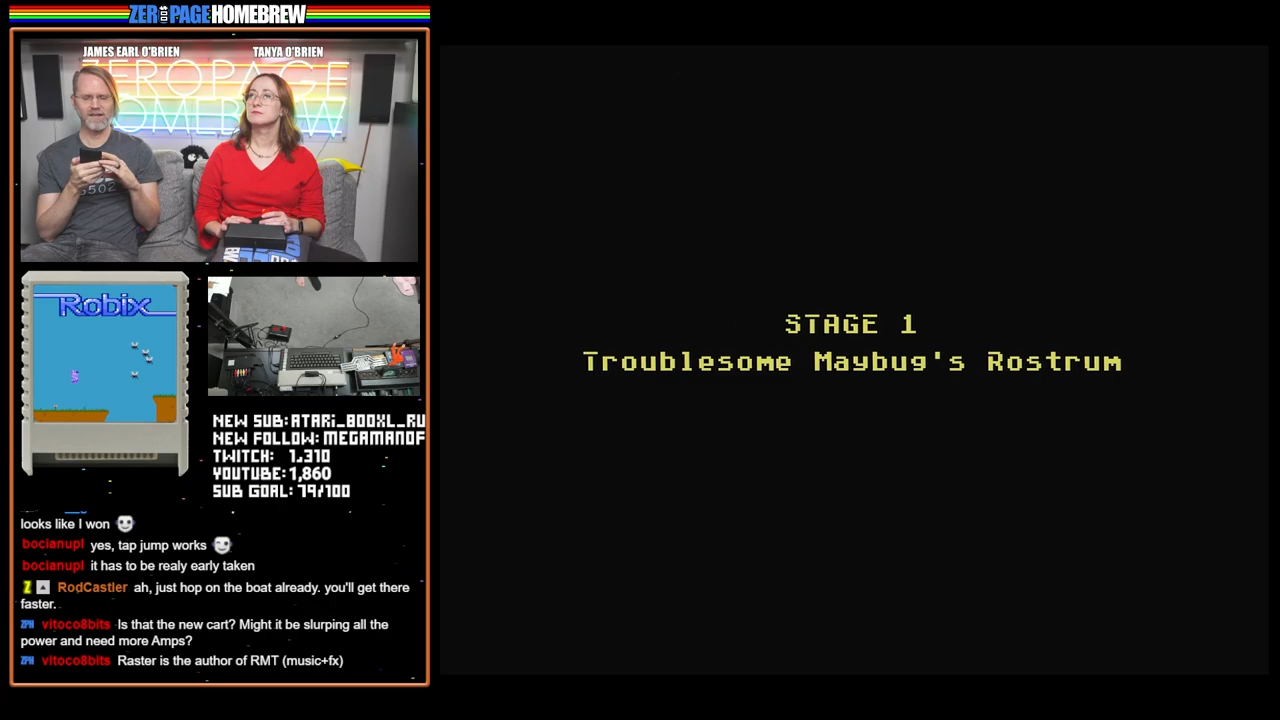 ZEROPAGE HOMEBREW
JAMES EARL O'BRIEN
TANYA O'BRIEN
ZEROPAGE
HOMEBREW
Robix
NEW SUB: ATARI_800XL_RU
NEW FOLLOW: MEGAMANOF
TWITCH: 1,310
YOUTUBE: 1,860
SUB GOAL: 79/100
looks like I won
bocianupl yes, tap jump works
bocianupl it has to be realy early taken
RodCastler ah, just hop on the boat already. you'll get there
faster.
ZPH vitoco8bits Is that the new cart? Might it be slurping all the
power and need more Amps?
ZPH vitoco8bits Raster is the author of RMT (music+fx)
STAGE 1
Troublesome Maybug's Rostrum